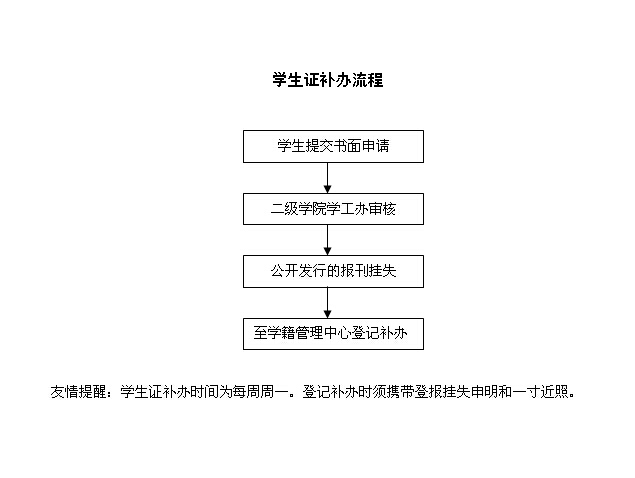 学生证补办流程
学生提交书面申请
二级学院学工办审核
公开发行的报刊挂失
至学籍管理中心登记补办
友情提醒：学生证补办时间为每周周一。登记补办时须携带登报挂失申明和一寸近照。